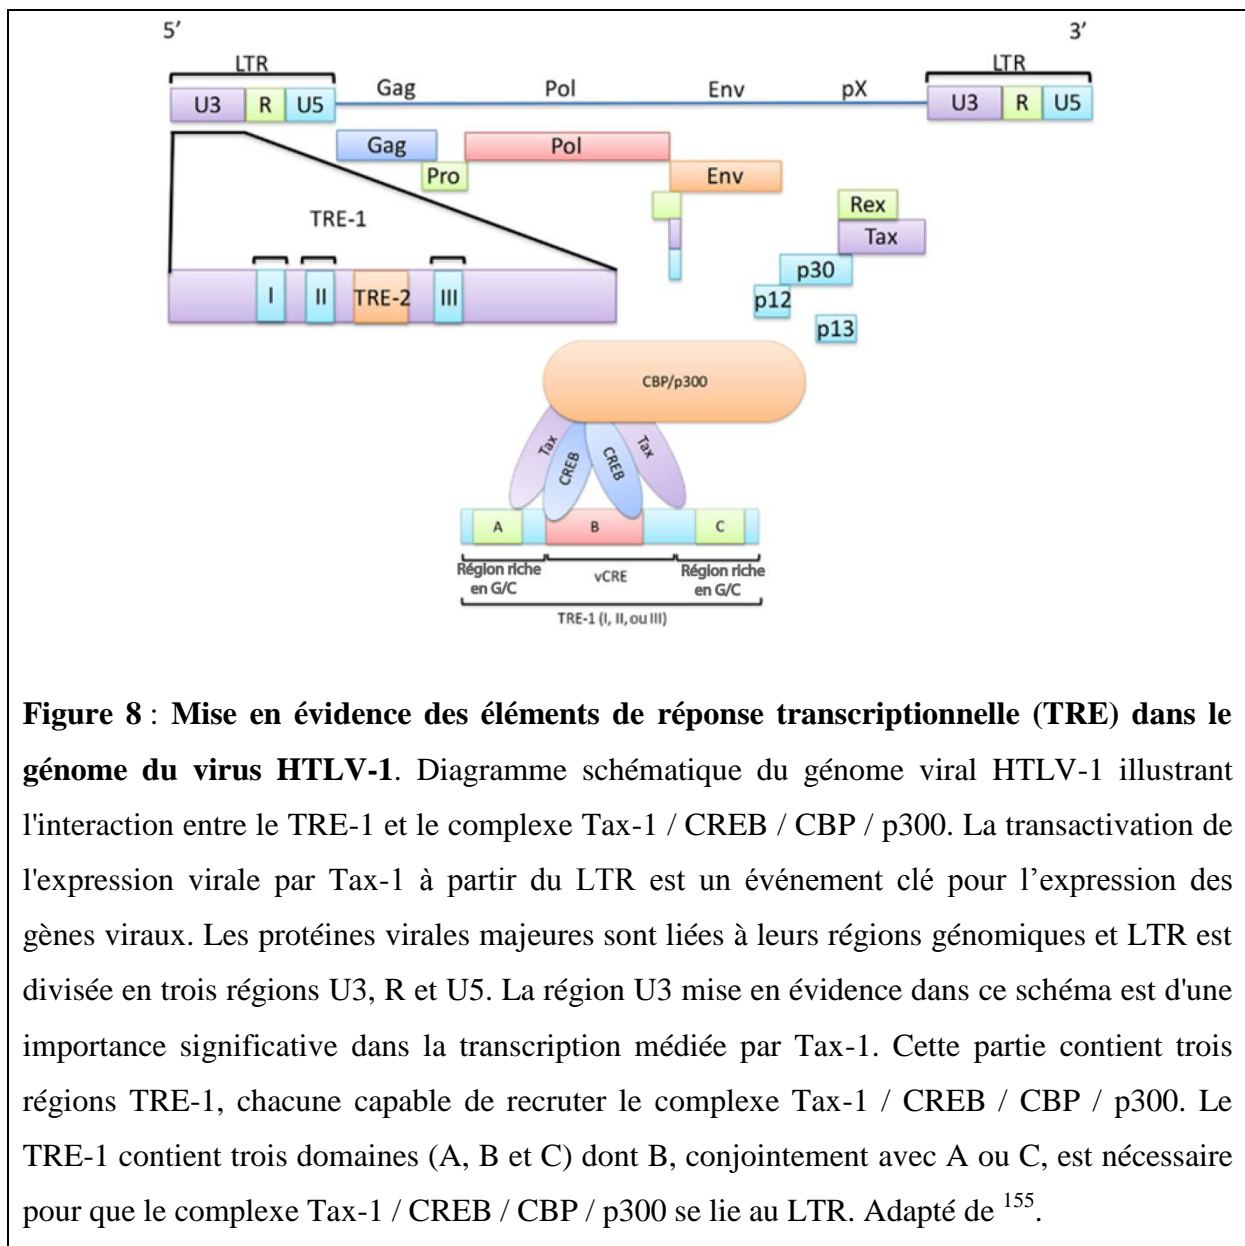 5’ 3’
LTR LTR
Gag Pol Env pX
U3 R U5 U3 R U5
Gag Pol
Pro Env
Rex
TRE-1 Tax
p30
I II TRE-2 III p12
p13
CBP/p300
Tax CREB CREB Tax
A B C
Région riche en G/C vCRE Région riche en G/C
TRE-1 (I, II, ou III)
Figure 8 : Mise en évidence des éléments de réponse transcriptionnelle (TRE) dans le
génome du virus HTLV-1. Diagramme schématique du génome viral HTLV-1 illustrant
l'interaction entre le TRE-1 et le complexe Tax-1 / CREB / CBP / p300. La transactivation de
l'expression virale par Tax-1 à partir du LTR est un événement clé pour l’expression des
gènes viraux. Les protéines virales majeures sont liées à leurs régions génomiques et LTR est
divisée en trois régions U3, R et U5. La région U3 mise en évidence dans ce schéma est d'une
importance significative dans la transcription médiée par Tax-1. Cette partie contient trois
régions TRE-1, chacune capable de recruter le complexe Tax-1 / CREB / CBP / p300. Le
TRE-1 contient trois domaines (A, B et C) dont B, conjointement avec A ou C, est nécessaire
pour que le complexe Tax-1 / CREB / CBP / p300 se lie au LTR. Adapté de 155.